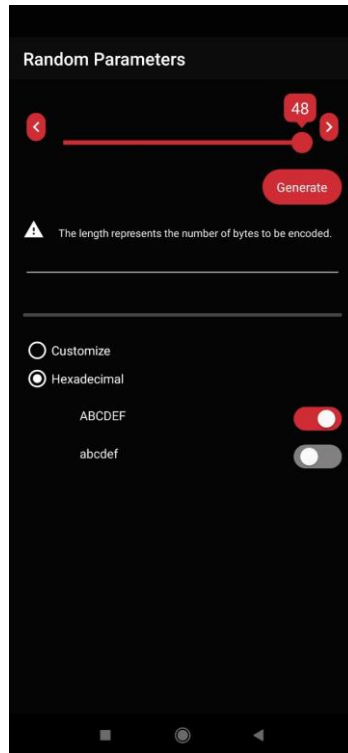 Random Parameters
48
Generate
The length represents the number of bytes to be encoded.
Customize
Hexadecimal
ABCDEF
abcdef